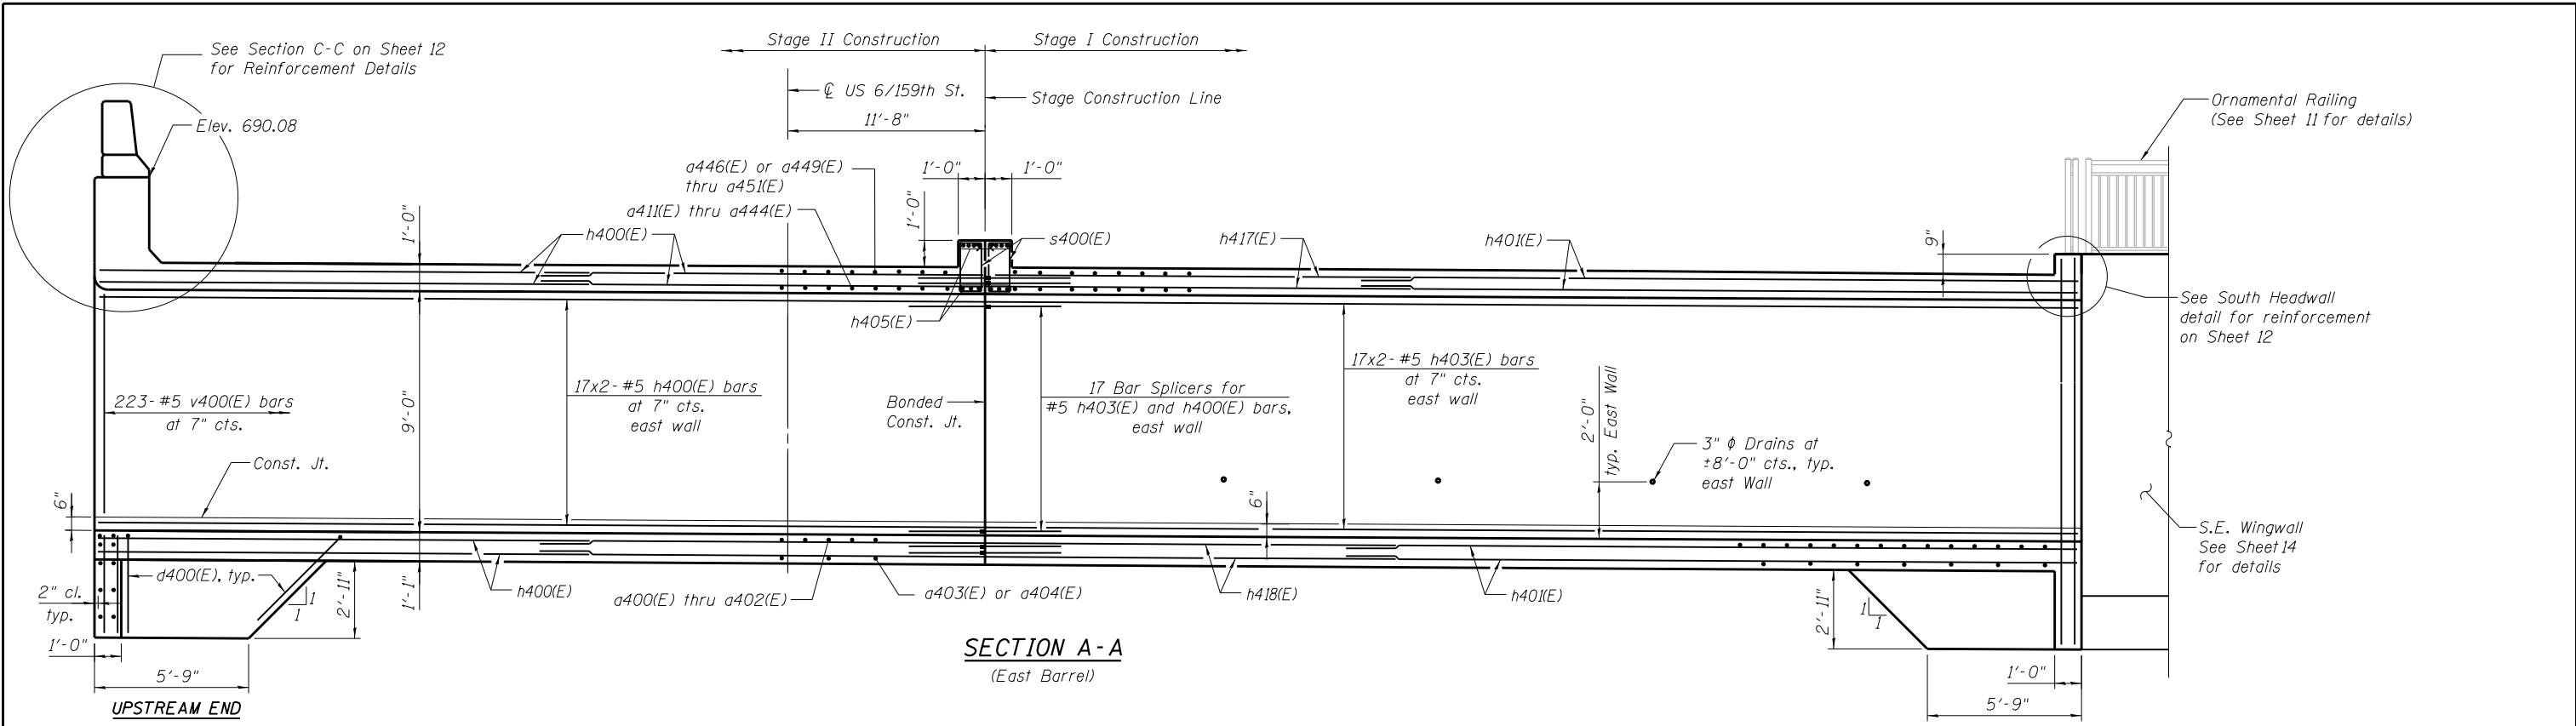 See Section C-C on Sheet 12
for Reinforcement Details
Stage II Construction
Stage I Construction
℄ US 6/159th St.
Stage Construction Line
11'-8"
Elev. 690.08
Ornamental Railing
(See Sheet 11 for details)
a446(E) or a449(E)
thru a451(E)
1'-0"
1'-0"
a411(E) thru a444(E)
1'-0"
1'-0"
h400(E)
s400(E)
h417(E)
h401(E)
9"
h405(E)
See South Headwall
detail for reinforcement
on Sheet 12
223-#5 v400(E) bars
at 7" cts.
9'-0"
17x2-#5 h400(E) bars
at 7" cts.
east wall
Bonded
Const. Jt.
17 Bar Splicers for
#5 h403(E) and h400(E) bars,
east wall
17x2-#5 h403(E) bars
at 7" cts.
east wall
2'-0"
typ. East Wall
3" ϕ Drains at
±8'-0" cts., typ.
east Wall
Const. Jt.
6"
6"
S.E. Wingwall
See Sheet 14
for details
2" cl.
typ.
d400(E), typ.
1
1
2'-11"
1'-1"
h400(E)
a400(E) thru a402(E)
a403(E) or a404(E)
h418(E)
h401(E)
2'-11"
1
1
1'-0"
5'-9"
UPSTREAM END
SECTION A-A
(East Barrel)
1'-0"
5'-9"